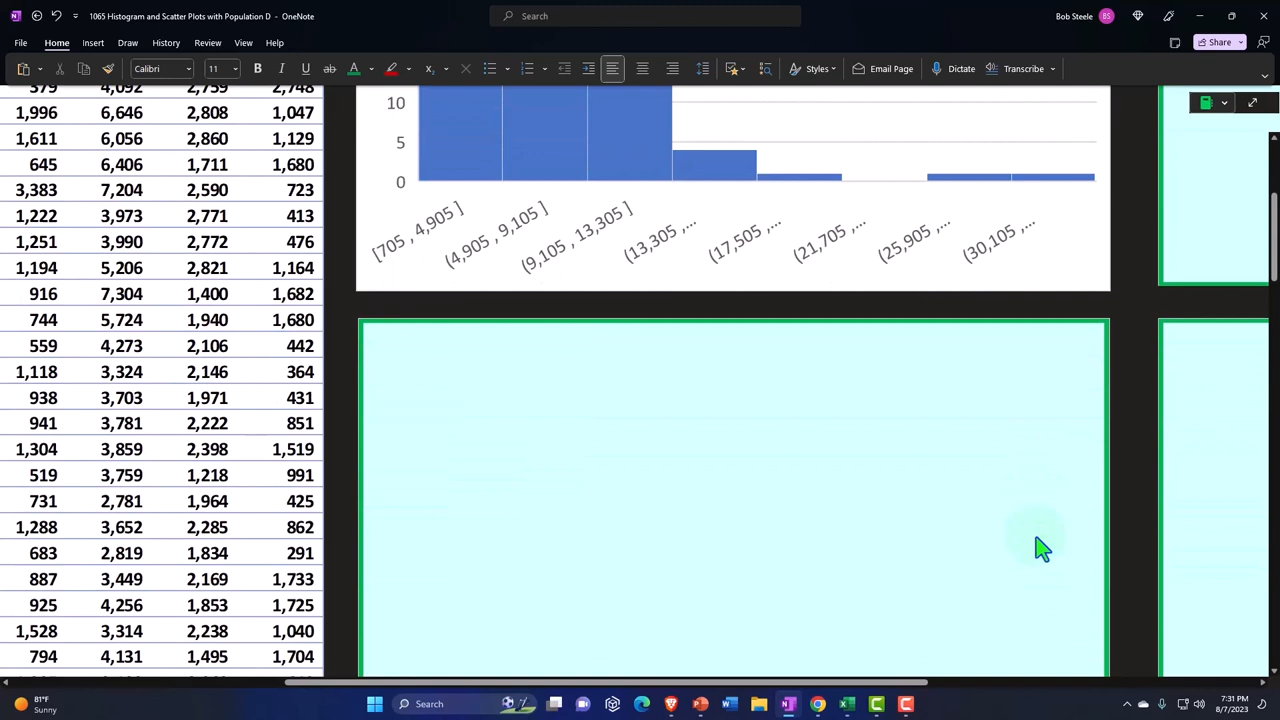 1065 Histogram and Scatter Plots with Population D - OneNote
Search
Bob Steele
BS
File Home Insert Draw History Review View Help
Share
Calibri 11 Styles Email Page Dictate Transcribe
379 4,092 2,759 2,748
1,996 6,646 2,808 1,047
1,611 6,056 2,860 1,129
645 6,406 1,711 1,680
3,383 7,204 2,590 723
1,222 3,973 2,771 413
1,251 3,990 2,772 476
1,194 5,206 2,821 1,164
916 7,304 1,400 1,682
744 5,724 1,940 1,680
559 4,273 2,106 442
1,118 3,324 2,146 364
938 3,703 1,971 431
941 3,781 2,222 851
1,304 3,859 2,398 1,519
519 3,759 1,218 991
731 2,781 1,964 425
1,288 3,652 2,285 862
683 2,819 1,834 291
887 3,449 2,169 1,733
925 4,256 1,853 1,725
1,528 3,314 2,238 1,040
794 4,131 1,495 1,704
10
5
0
[705 , 4,905 ]
(4,905 , 9,105 ]
(9,105 , 13,305 ]
(13,305 ,...
(17,505 ,...
(21,705 ,...
(25,905 ,...
(30,105 ,...
81°F
Sunny
Search
7:31 PM
8/7/2023